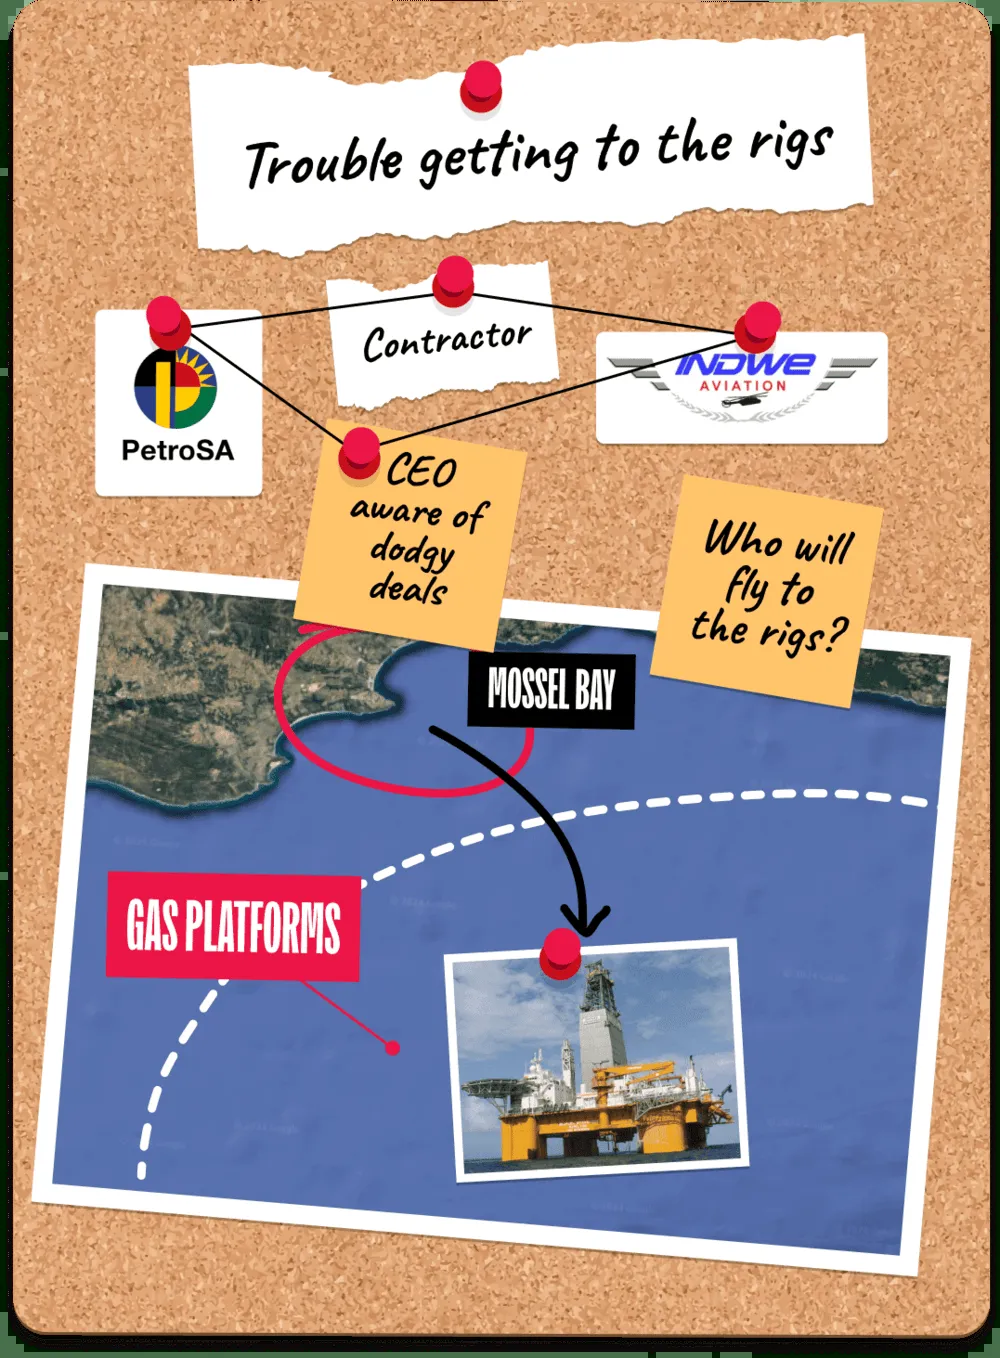 Trouble getting to the rigs
Contractor
PetroSA
INDWE
AVIATION
CEO
aware of
dodgy
deals
Who will
fly to
the rigs?
MOSSEL BAY
GAS PLATFORMS